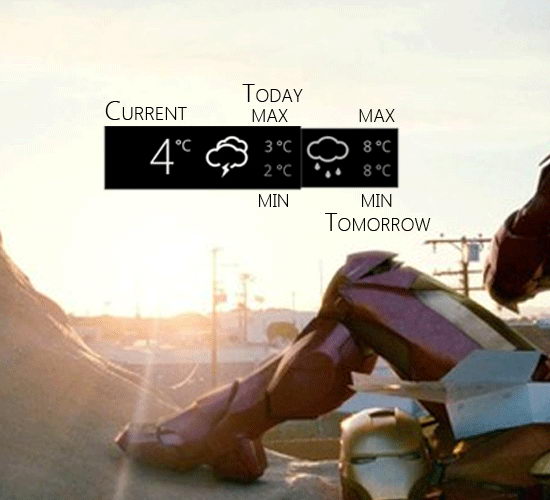 TODAY
CURRENT MAX MAX
4°C 3°C 8°C
2°C 8°C
MIN MIN
TOMORROW